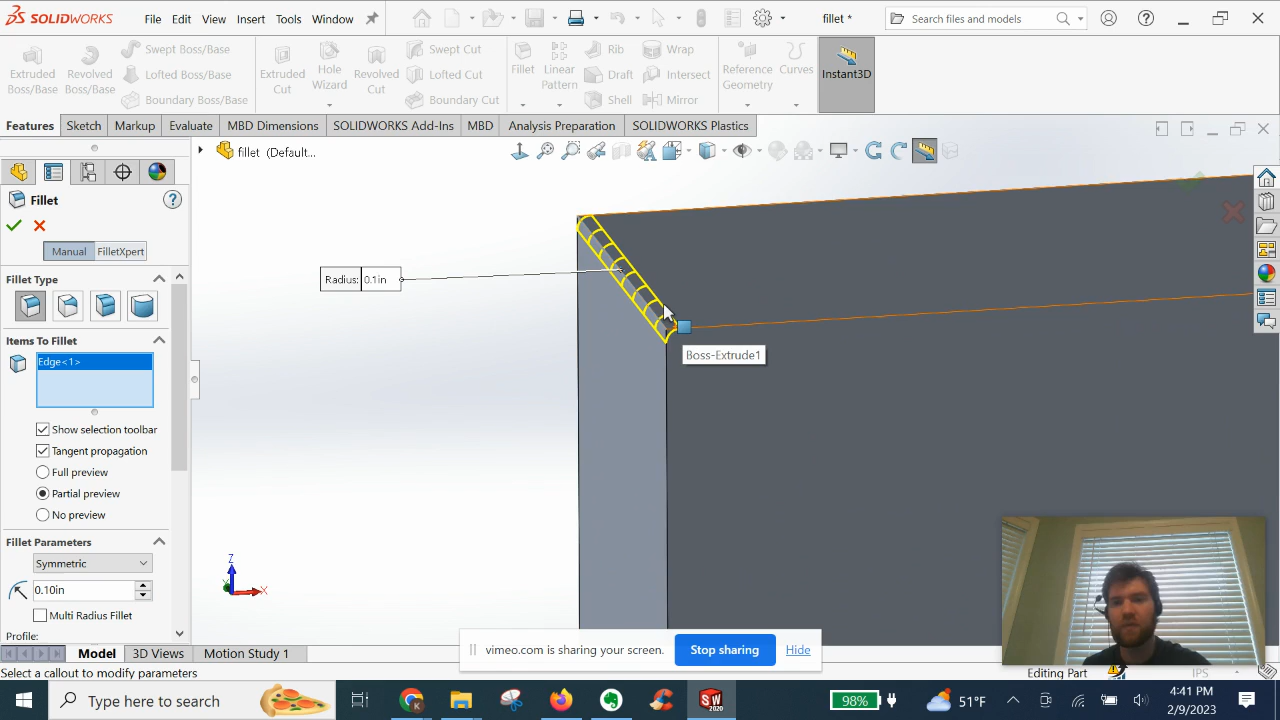 SOLIDWORKS File Edit View Insert Tools Window fillet * Search files and models
Extruded Boss/Base Revolved Boss/Base Swept Boss/Base Lofted Boss/Base Boundary Boss/Base Extruded Cut Hole Wizard Revolved Cut Swept Cut Lofted Cut Boundary Cut Fillet Linear Pattern Rib Draft Shell Wrap Intersect Mirror Reference Geometry Curves Instant3D
Features Sketch Markup Evaluate MBD Dimensions SOLIDWORKS Add-Ins MBD Analysis Preparation SOLIDWORKS Plastics
fillet (Default...
Fillet
Manual FilletXpert
Fillet Type
Radius: 0.1in
Items To Fillet
Edge<1>
Boss-Extrude1
Show selection toolbar
Tangent propagation
Full preview
Partial preview
No preview
Fillet Parameters
Symmetric
0.10in
Multi Radius Fillet
Profile:
Z
X
vimeo.com is sharing your screen. Stop sharing Hide
Model 3D Views Motion Study 1
Select a callout to modify parameters Editing Part IPS
Type here to search SW 2020 98% 51°F 4:41 PM
2/9/2023